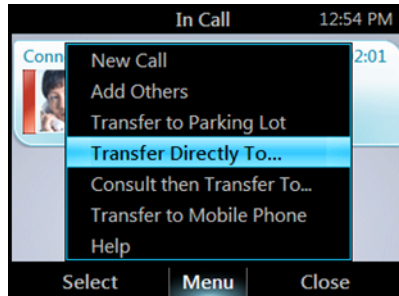 In Call 12:54 PM
Conn 2:01
New Call
Add Others
Transfer to Parking Lot
Transfer Directly To...
Consult then Transfer To...
Transfer to Mobile Phone
Help
Select Menu Close